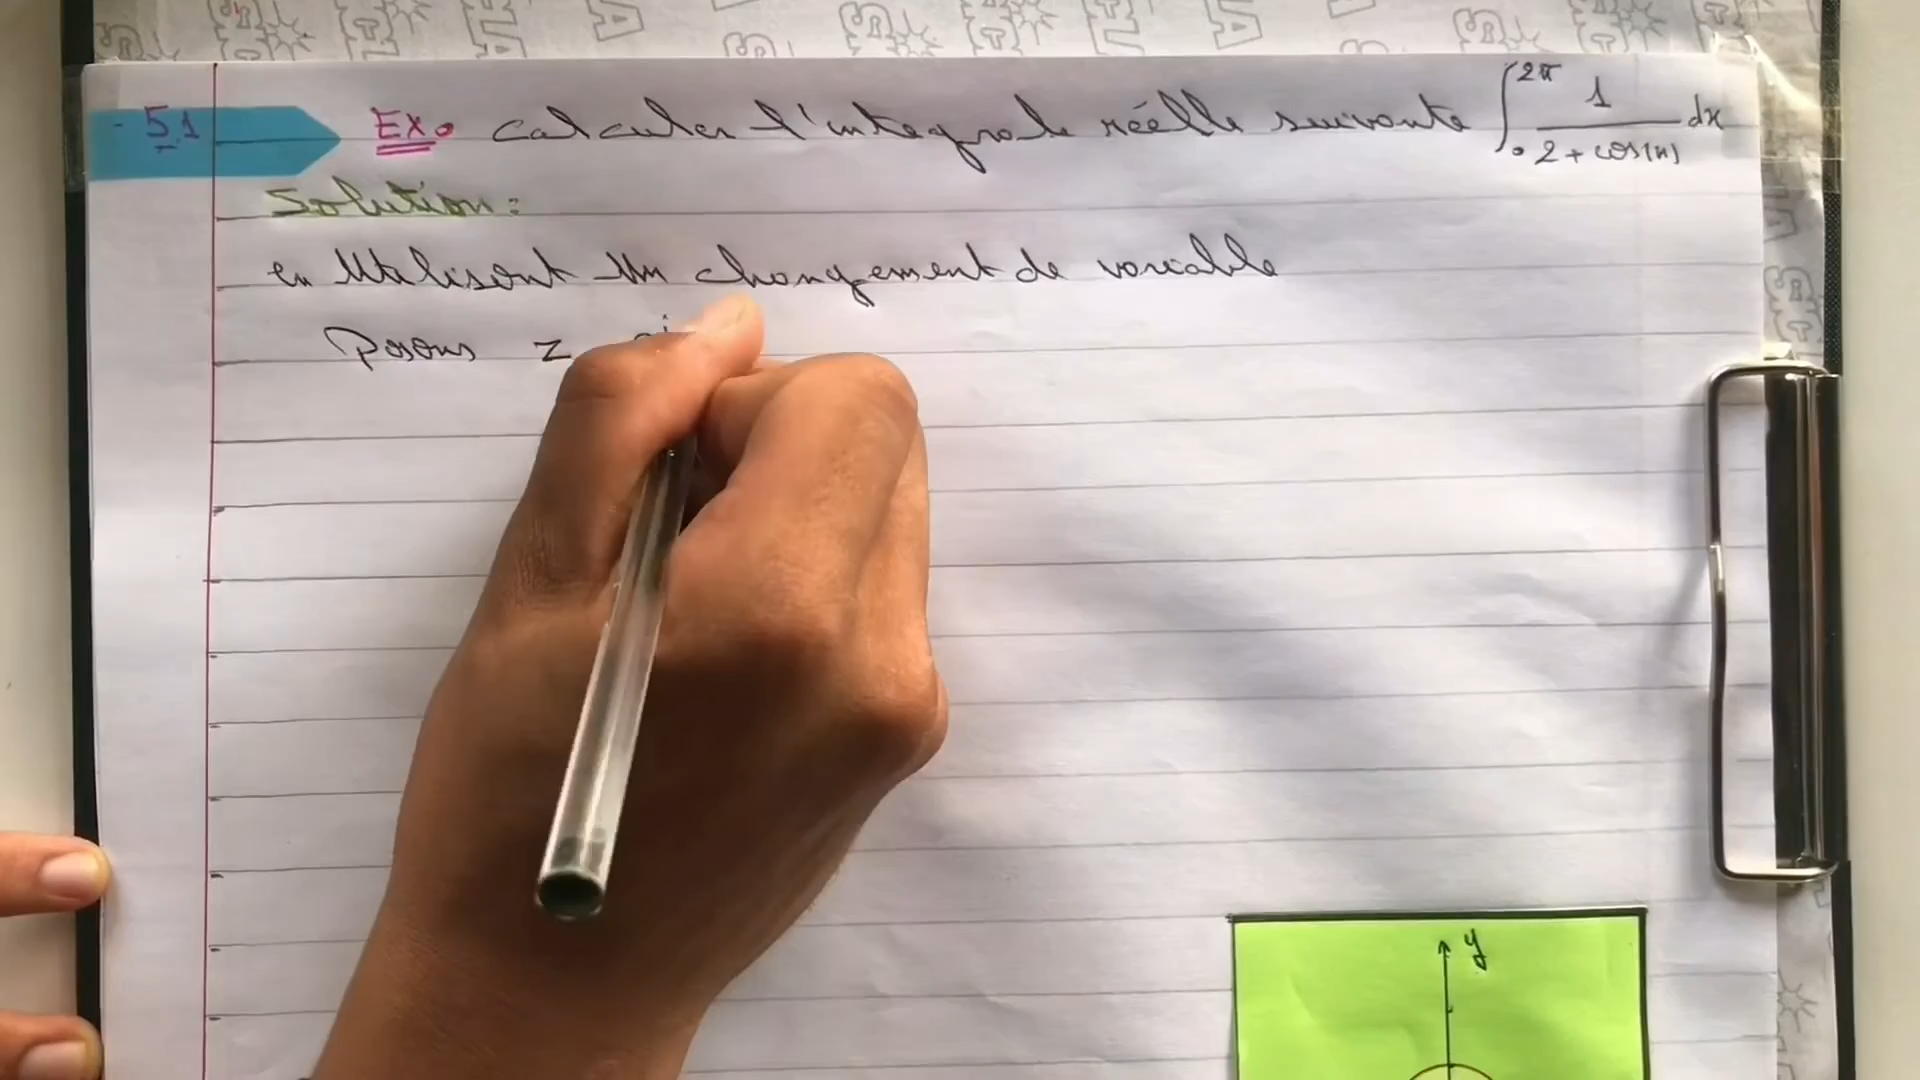 5.1 Ex. Calculer l'integrale réelle suivante ∫₀^2π 1/(2 + cos(x)) dx
Solution:
en Utilisant Un changement de variable
Posons z
y